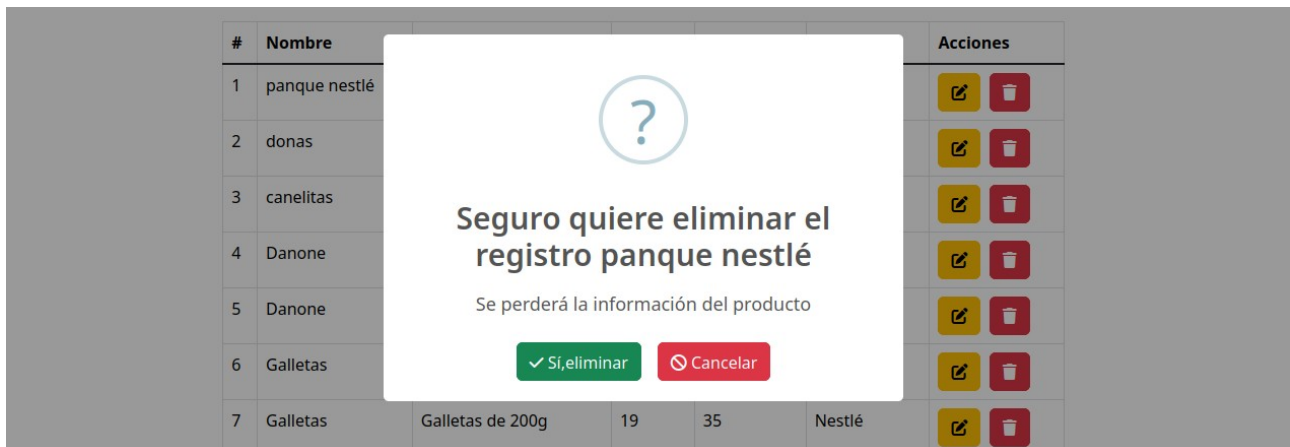 # Nombre Acciones
1 panque nestlé
?
2 donas
3 canelitas
Seguro quiere eliminar el
registro panque nestlé
4 Danone
Se perderá la información del producto
5 Danone
6 Galletas
Sí,eliminar Cancelar
7 Galletas Galletas de 200g 19 35 Nestlé